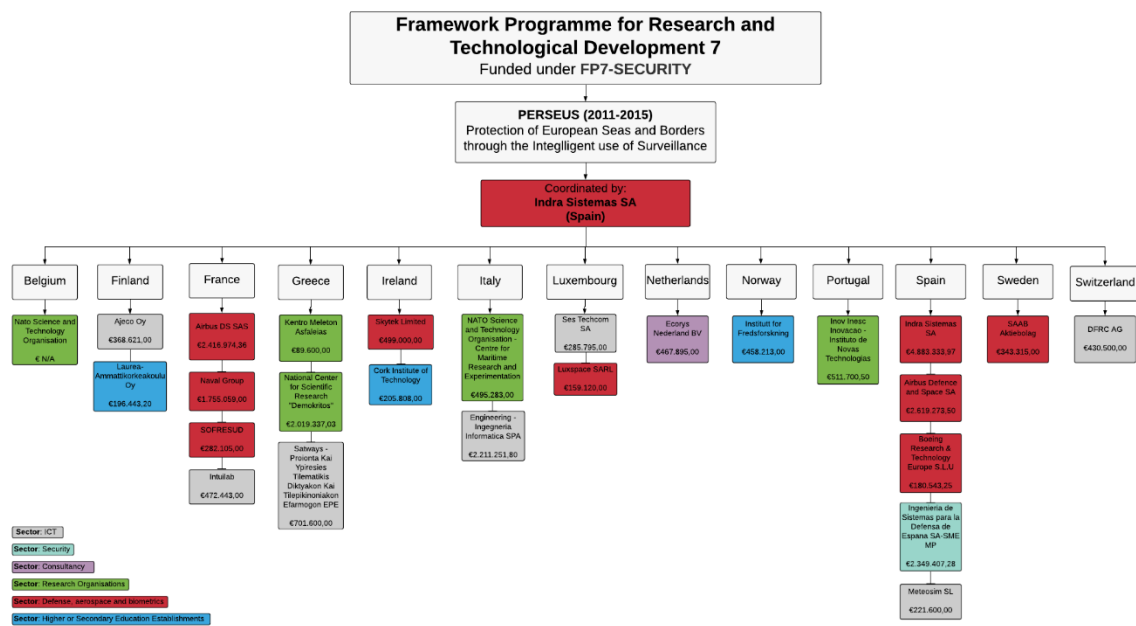 Framework Programme for Research and
Technological Development 7
Funded under FP7-SECURITY
PERSEUS (2011-2015)
Protection of European Seas and Borders
through the Integlligent use of Surveillance
Coordinated by:
Indra Sistemas SA
(Spain)
Belgium
Nato Science and
Technology
Organisation
€ N/A
Finland
Ajeco Oy
€368.621,00
Laurea-
Ammattikorkeakoulu
Oy
€196.443,20
France
Airbus DS SAS
€2.416.974.36
Naval Group
€1.755.059,00
SOFRESUD
€282.105,00
Intuilab
€472.443,00
Greece
Kentro Meleton
Asfaleias
€89.600,00
National Center
for Scientific
Research
"Demokritos"
€2.019.337,03
Satways -
Proionta Kai
Ypiresies
Tilematikis
Diktyakon Kai
Tilepikinoniakon
Efarmogon EPE
€701.600,00
Ireland
Skytek Limited
€499.000,00
Cork Institute of
Technology
€205.808,00
Italy
NATO Science
and Technology
Organisation -
Centre for
Maritime
Research and
Experimentation
€495.283,00
Engineering -
Ingegneria
Informatica SPA
€2.211.251,80
Luxembourg
Ses Techcom
SA
€285.795,00
Luxspace SARL
€159.120,00
Netherlands
Ecorys
Nederland BV
€467.895,00
Norway
Institutt for
Fredsforskning
€458.213,00
Portugal
Inov Inesc
Inovacao -
Instituto de
Novas
Technologias
€511.700,50
Spain
Indra Sistemas
SA
€4.883.333,97
Airbus Defence
and Space SA
€2.619.273,50
Boeing
Research &
Technology
Europe S.L.U
€180.543,25
Ingenieria de
Sistemas para la
Defensa de
Espana SA-SME
MP
€2.349.407,28
Meteosim SL
€221.600,00
Sweden
SAAB
Aktiebolag
€343.315,00
Switzerland
DFRC AG
€430.500,00
Sector: ICT
Sector: Security
Sector: Consultancy
Sector: Research Organisations
Sector: Defense, aerospace and biometrics
Sector: Higher or Secondary Education Establishments